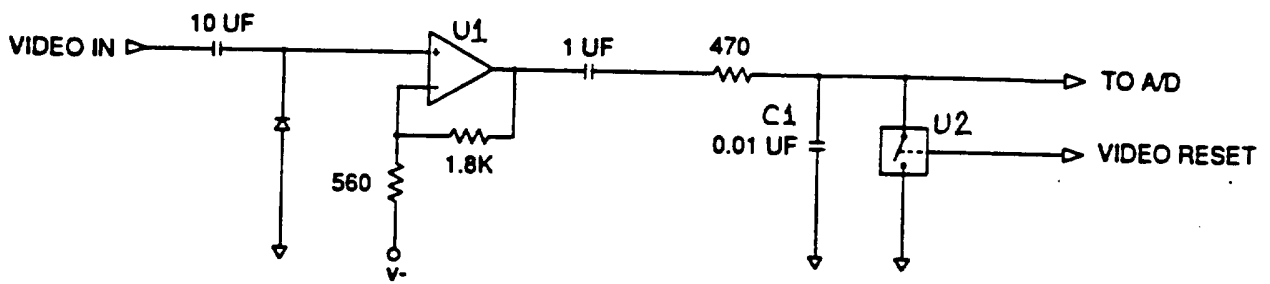 VIDEO IN
10 UF
U1
+
−
1.8K
560
V-
1 UF
470
C1
0.01 UF
U2
TO A/D
VIDEO RESET